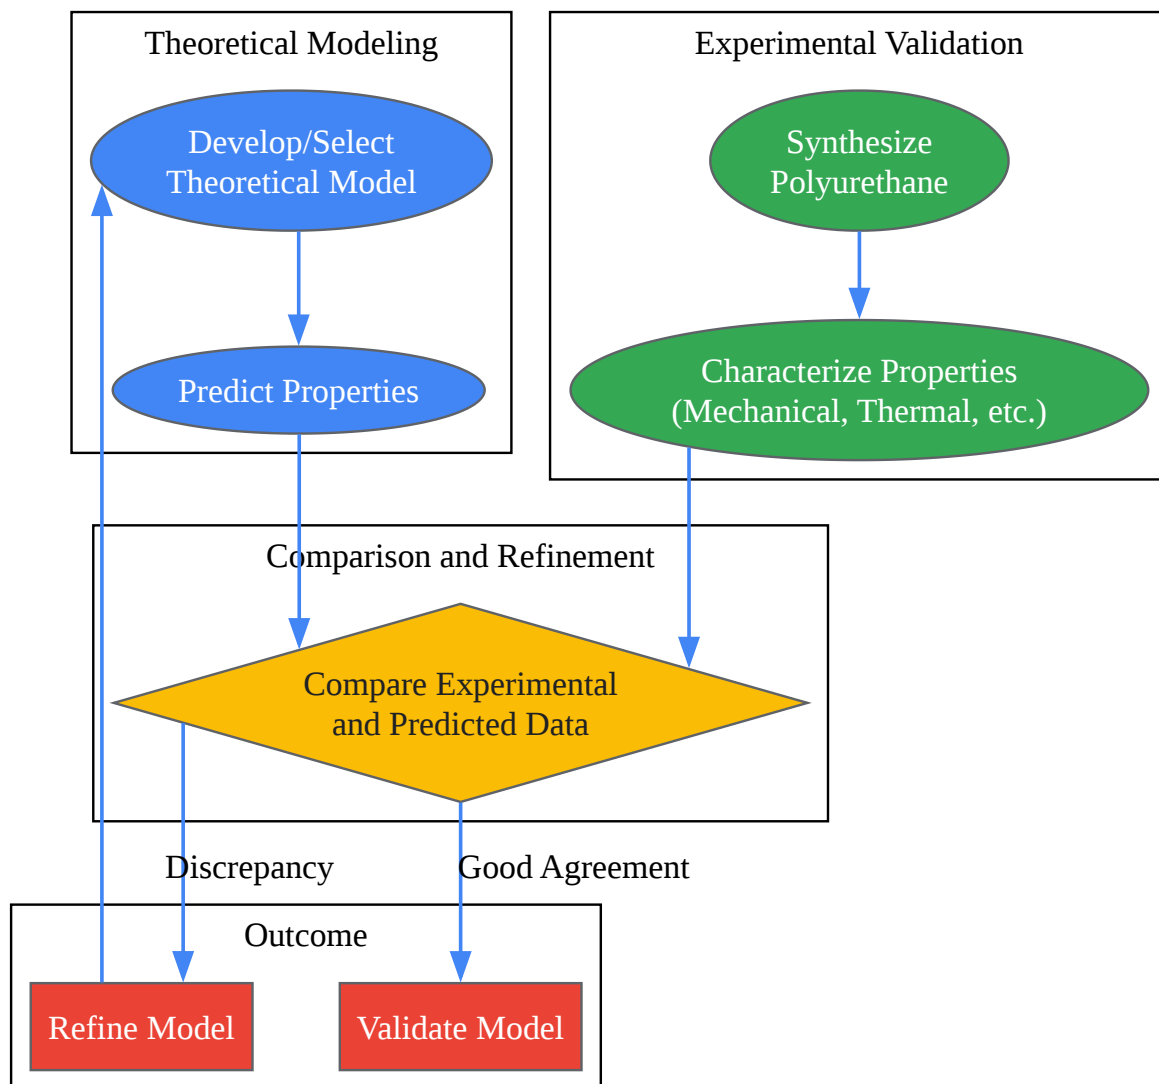 Theoretical Modeling
Develop/Select
Theoretical Model
Predict Properties
Experimental Validation
Synthesize
Polyurethane
Characterize Properties
(Mechanical, Thermal, etc.)
Comparison and Refinement
Compare Experimental
and Predicted Data
Discrepancy
Good Agreement
Outcome
Refine Model
Validate Model